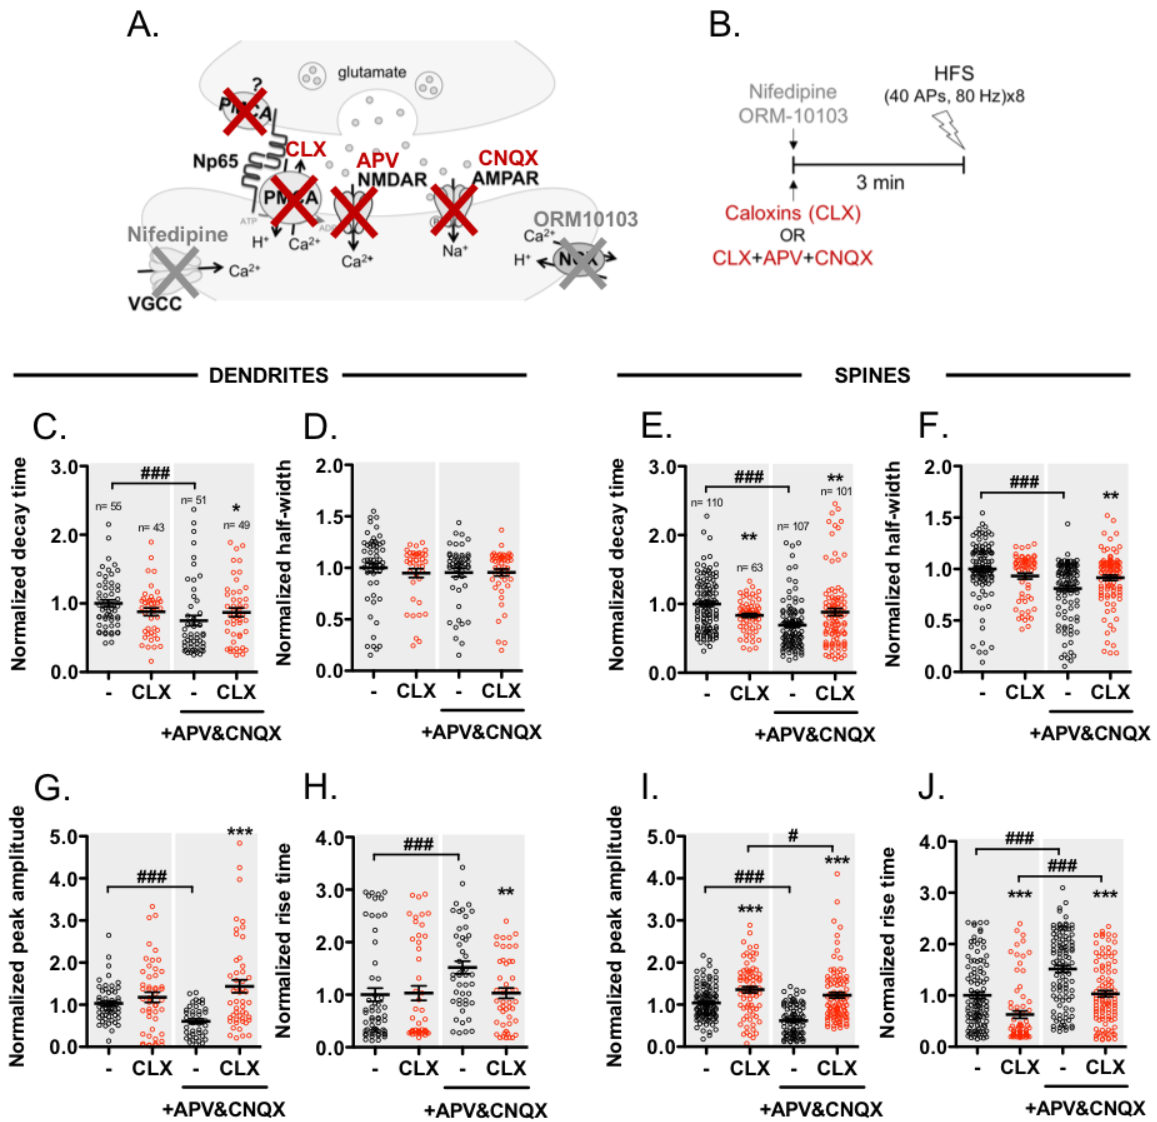 A.
B.
?
PMCA
glutamate
Np65
CLX
APV
NMDAR
CNQX
AMPAR
PMCA
ATP
H⁺
Ca²⁺
Ca²⁺
Na⁺
Nifedipine
Ca²⁺
VGCC
ORM10103
Ca²⁺
H⁺
NCX
HFS
(40 APs, 80 Hz)x8
Nifedipine
ORM-10103
3 min
Caloxins (CLX)
OR
CLX+APV+CNQX
DENDRITES
SPINES
C.
Normalized decay time
3.0
2.0
1.0
0.0
###
n= 55
n= 43
n= 51
*
n= 49
- CLX - CLX
+APV&CNQX
D.
Normalized half-width
2.0
1.5
1.0
0.5
0.0
- CLX - CLX
+APV&CNQX
E.
Normalized decay time
3.0
2.0
1.0
0.0
###
n= 110
**
n= 63
n= 107
**
n= 101
- CLX - CLX
+APV&CNQX
F.
Normalized half-width
2.0
1.5
1.0
0.5
0.0
###
**
- CLX - CLX
+APV&CNQX
G.
Normalized peak amplitude
5.0
4.0
3.0
2.0
1.0
0.0
###
***
- CLX - CLX
+APV&CNQX
H.
Normalized rise time
4.0
3.0
2.0
1.0
0.0
###
**
- CLX - CLX
+APV&CNQX
I.
Normalized peak amplitude
5.0
4.0
3.0
2.0
1.0
0.0
#
###
***
***
- CLX - CLX
+APV&CNQX
J.
Normalized rise time
4.0
3.0
2.0
1.0
0.0
###
###
***
***
- CLX - CLX
+APV&CNQX